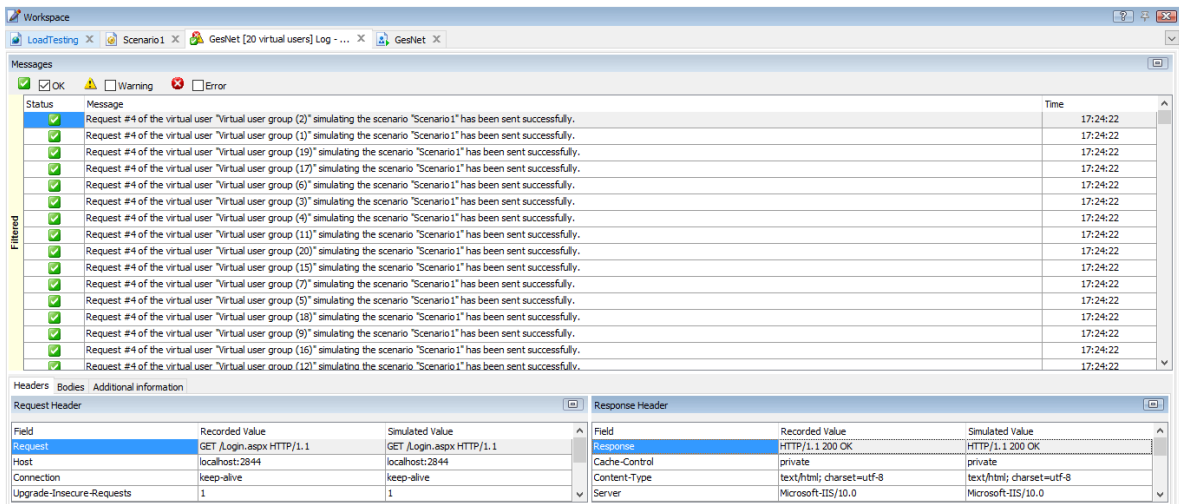 Workspace
LoadTesting X Scenario1 X GesNet [20 virtual users] Log - ... X GesNet X
Messages
OK Warning Error
Status Message Time
Request #4 of the virtual user "Virtual user group (2)" simulating the scenario "Scenario1" has been sent successfully. 17:24:22
Request #4 of the virtual user "Virtual user group (1)" simulating the scenario "Scenario1" has been sent successfully. 17:24:22
Request #4 of the virtual user "Virtual user group (19)" simulating the scenario "Scenario1" has been sent successfully. 17:24:22
Request #4 of the virtual user "Virtual user group (17)" simulating the scenario "Scenario1" has been sent successfully. 17:24:22
Request #4 of the virtual user "Virtual user group (6)" simulating the scenario "Scenario1" has been sent successfully. 17:24:22
Request #4 of the virtual user "Virtual user group (3)" simulating the scenario "Scenario1" has been sent successfully. 17:24:22
Request #4 of the virtual user "Virtual user group (4)" simulating the scenario "Scenario1" has been sent successfully. 17:24:22
Request #4 of the virtual user "Virtual user group (11)" simulating the scenario "Scenario1" has been sent successfully. 17:24:22
Filtered
Request #4 of the virtual user "Virtual user group (20)" simulating the scenario "Scenario1" has been sent successfully. 17:24:22
Request #4 of the virtual user "Virtual user group (15)" simulating the scenario "Scenario1" has been sent successfully. 17:24:22
Request #4 of the virtual user "Virtual user group (7)" simulating the scenario "Scenario1" has been sent successfully. 17:24:22
Request #4 of the virtual user "Virtual user group (5)" simulating the scenario "Scenario1" has been sent successfully. 17:24:22
Request #4 of the virtual user "Virtual user group (18)" simulating the scenario "Scenario1" has been sent successfully. 17:24:22
Request #4 of the virtual user "Virtual user group (9)" simulating the scenario "Scenario1" has been sent successfully. 17:24:22
Request #4 of the virtual user "Virtual user group (16)" simulating the scenario "Scenario1" has been sent successfully. 17:24:22
Request #4 of the virtual user "Virtual user group (12)" simulating the scenario "Scenario1" has been sent successfully. 17:24:22
Headers Bodies Additional information
Request Header Response Header
Field Recorded Value Simulated Value Field Recorded Value Simulated Value
Request GET /Login.aspx HTTP/1.1 GET /Login.aspx HTTP/1.1 Response HTTP/1.1 200 OK HTTP/1.1 200 OK
Host localhost:2844 localhost:2844 Cache-Control private private
Connection keep-alive keep-alive Content-Type text/html; charset=utf-8 text/html; charset=utf-8
Upgrade-Insecure-Requests 1 1 Server Microsoft-IIS/10.0 Microsoft-IIS/10.0